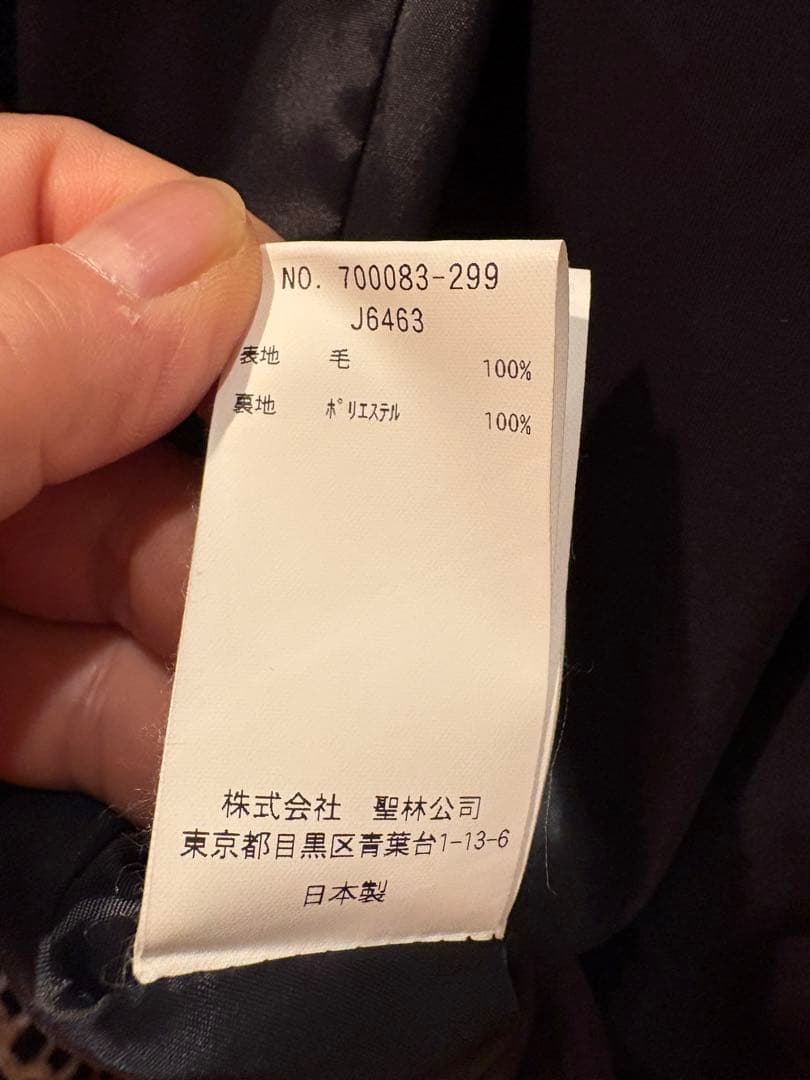 NO. 700083-299
J6463
表地 毛 100%
裏地 ポリエステル 100%
株式会社 聖林公司
東京都目黒区青葉台1-13-6
日本製